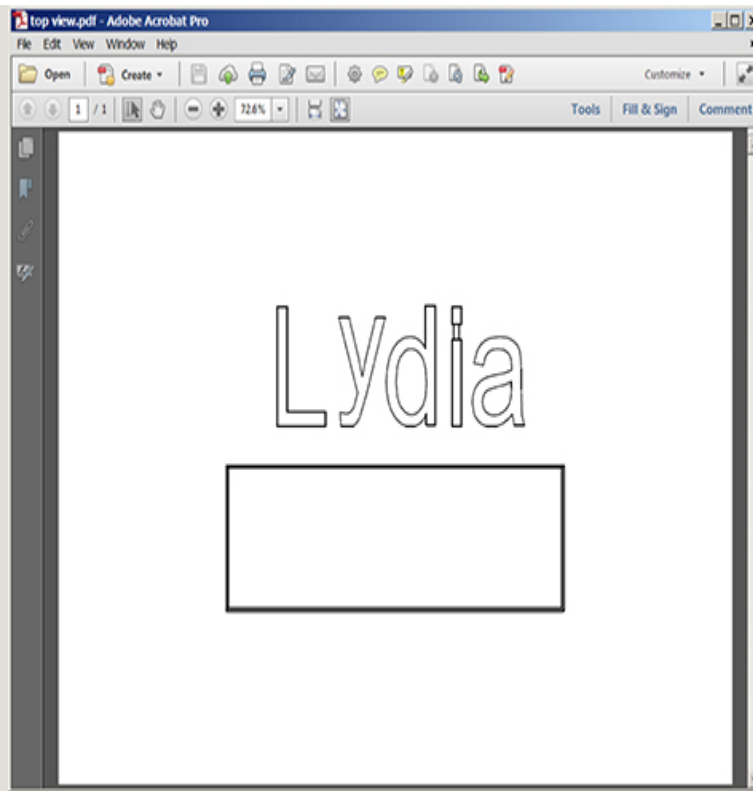 top view.pdf - Adobe Acrobat Pro
File Edit View Window Help
Open Create Customize
1 / 1 72.6% Tools Fill & Sign Comment
Lydia